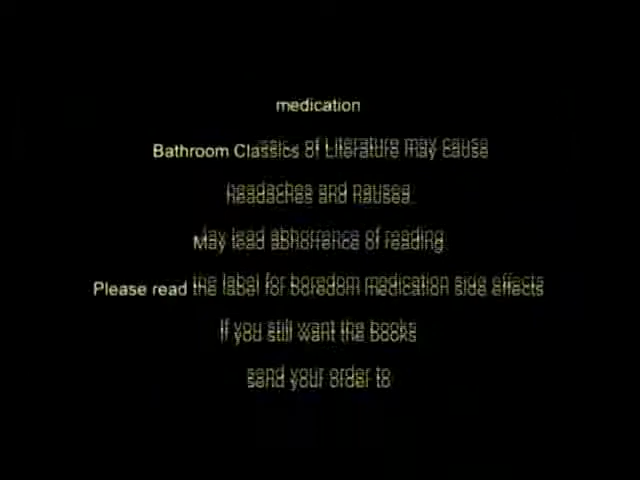 medication
Bathroom Classics of Literature may cause
headaches and nausea.
May lead abhorrence of reading.
Please read the label for boredom medication side effects
If you still want the books
send your order to